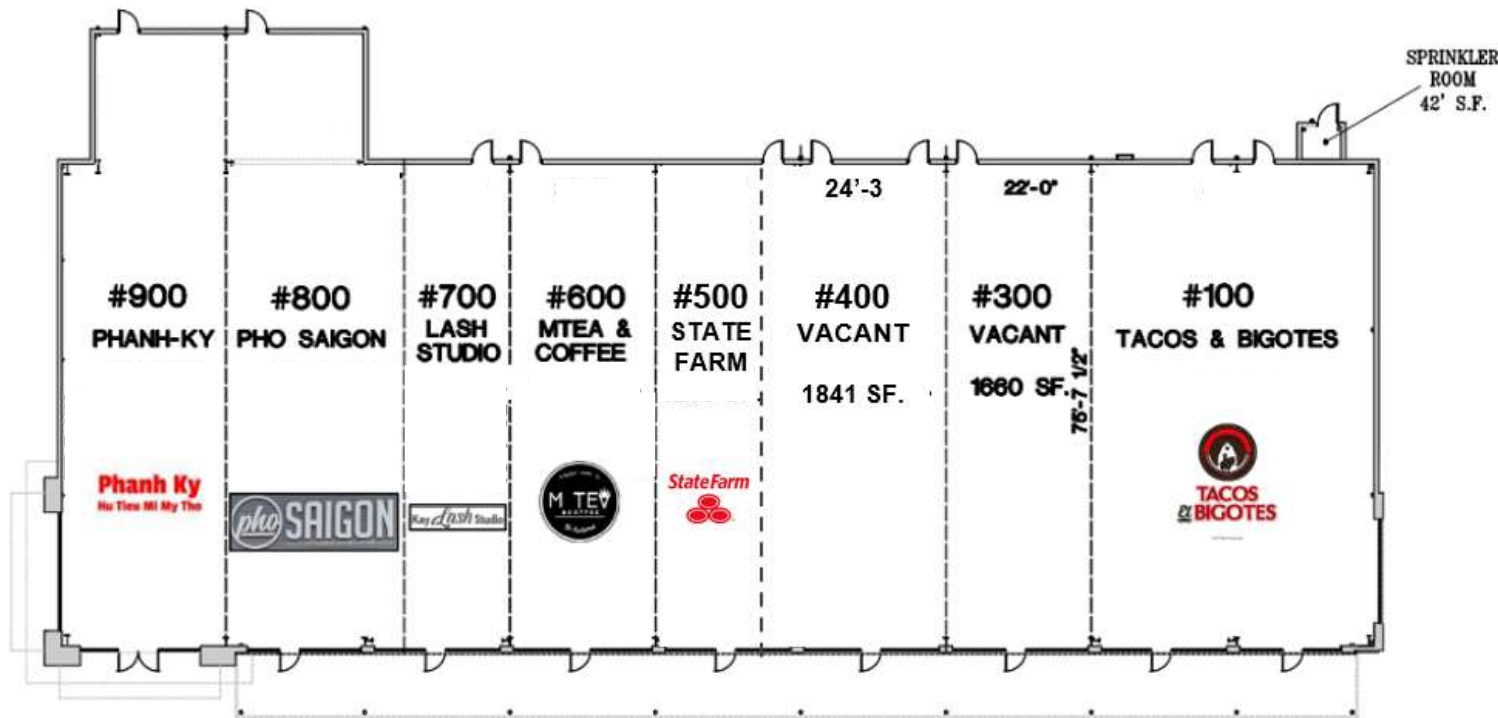 SPRINKLER
ROOM
42' S.F.
24'-3
22'-0"
#900
PHANH-KY
#800
PHO SAIGON
#700
LASH
STUDIO
#600
MTEA &
COFFEE
#500
STATE
FARM
#400
VACANT
1841 SF.
#300
VACANT
1660 SF.
75'-7 1/2"
#100
TACOS & BIGOTES
Phanh Ky
Hu Tieu Mi My Tho
pho SAIGON
Kay Lash Studio
M TEA
& COFFEE
StateFarm
TACOS
BIGOTES